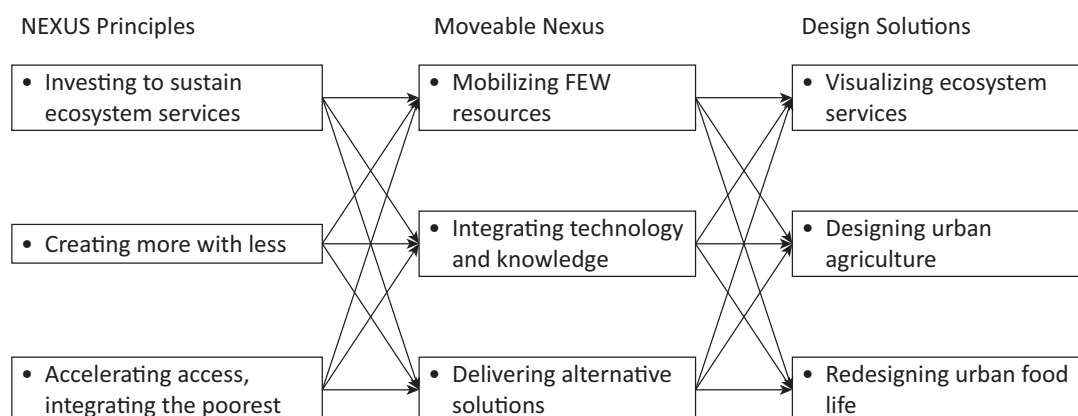 NEXUS Principles
Moveable Nexus
Design Solutions
• Investing to sustain
ecosystem services
• Mobilizing FEW
resources
• Visualizing ecosystem
services
• Creating more with less
• Integrating technology
and knowledge
• Designing urban
agriculture
• Accelerating access,
integrating the poorest
• Delivering alternative
solutions
• Redesigning urban food
life